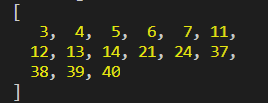 [
   3,  4,  5,  6,  7, 11,
  12, 13, 14, 21, 24, 37,
  38, 39, 40
]